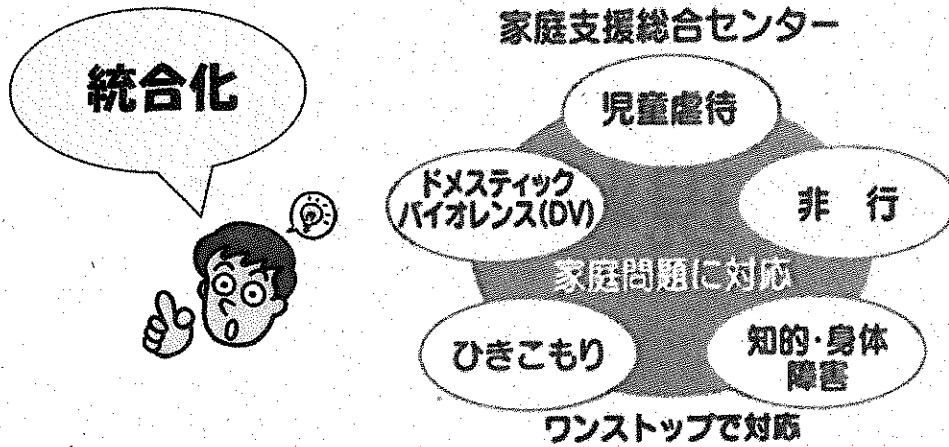 統合化
家庭支援総合センター
児童虐待
ドメスティック
バイオレンス(DV)
非 行
家庭問題に対応
ひきこもり
知的・身体
障害
ワンストップで対応